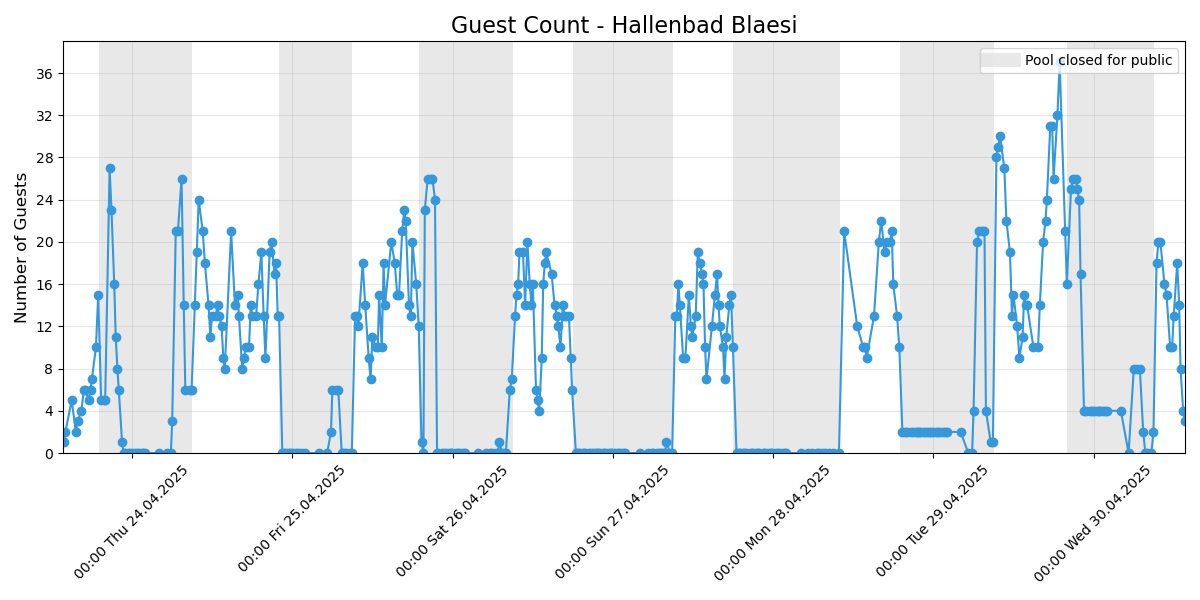 Guest Count - Hallenbad Blaesi
Pool closed for public
Number of Guests
36
32
28
24
20
16
12
8
4
0
00:00 Thu 24.04.2025
00:00 Fri 25.04.2025
00:00 Sat 26.04.2025
00:00 Sun 27.04.2025
00:00 Mon 28.04.2025
00:00 Tue 29.04.2025
00:00 Wed 30.04.2025